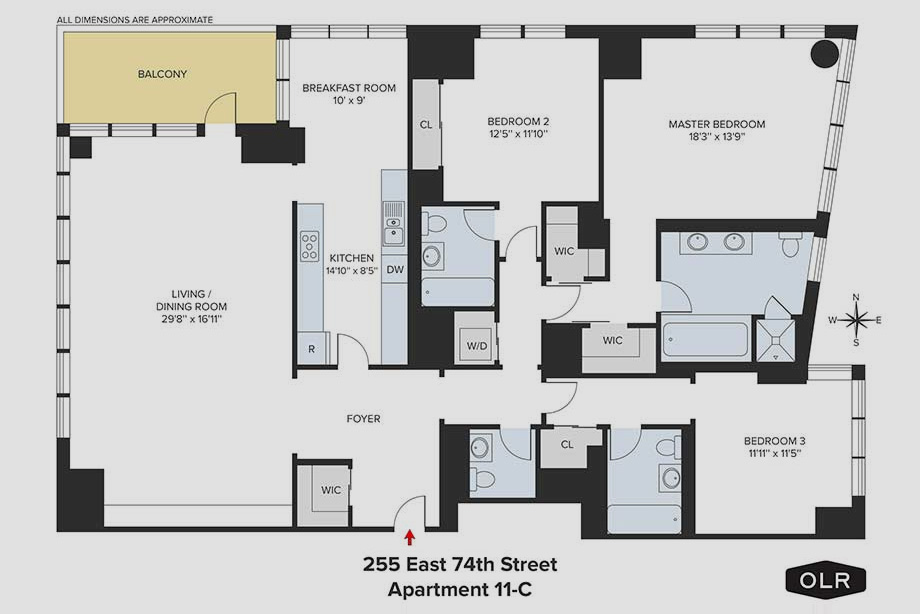 ALL DIMENSIONS ARE APPROXIMATE
BALCONY
BREAKFAST ROOM
10' x 9'
CL
BEDROOM 2
12'5" x 11'10"
MASTER BEDROOM
18'3" x 13'9"
WIC
KITCHEN
14'10" x 8'5"
DW
LIVING /
DINING ROOM
29'8" x 16'11"
N
W
E
S
R
W/D
WIC
FOYER
CL
BEDROOM 3
11'11" x 11'5"
WIC
255 East 74th Street
Apartment 11-C
OLR